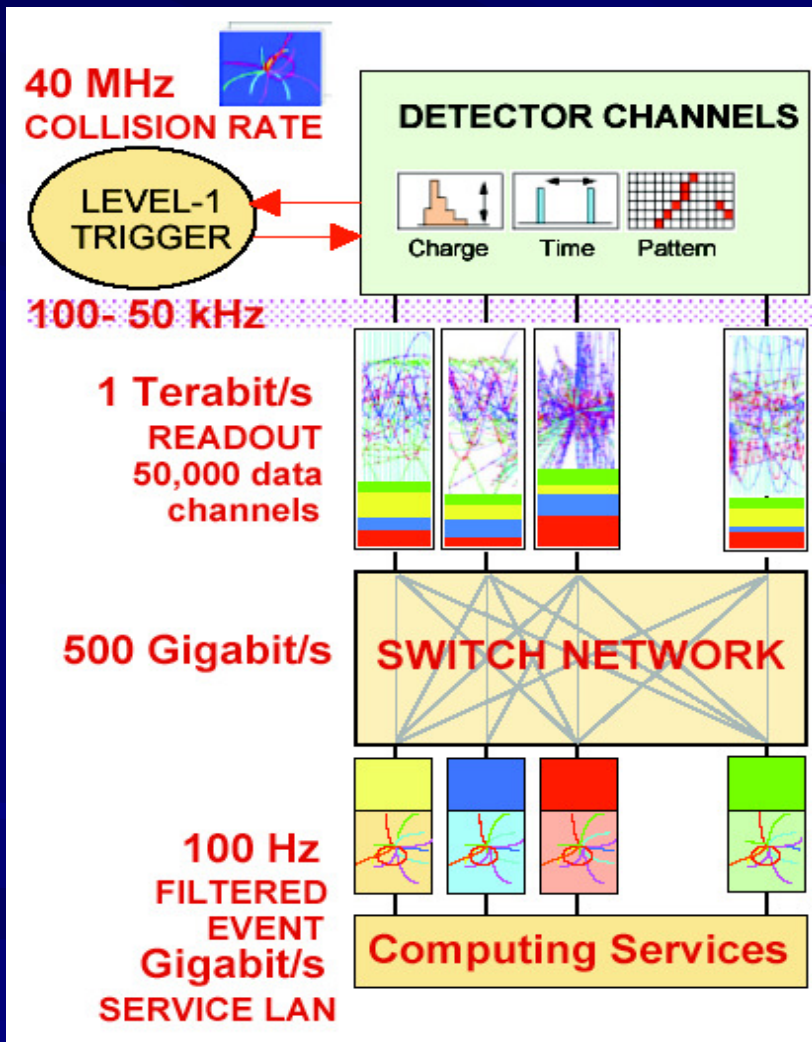 40 MHz
COLLISION RATE
DETECTOR CHANNELS
LEVEL-1
TRIGGER
Charge
Time
Pattern
100- 50 kHz
1 Terabit/s
READOUT
50,000 data
channels
500 Gigabit/s
SWITCH NETWORK
100 Hz
FILTERED
EVENT
Gigabit/s
SERVICE LAN
Computing Services